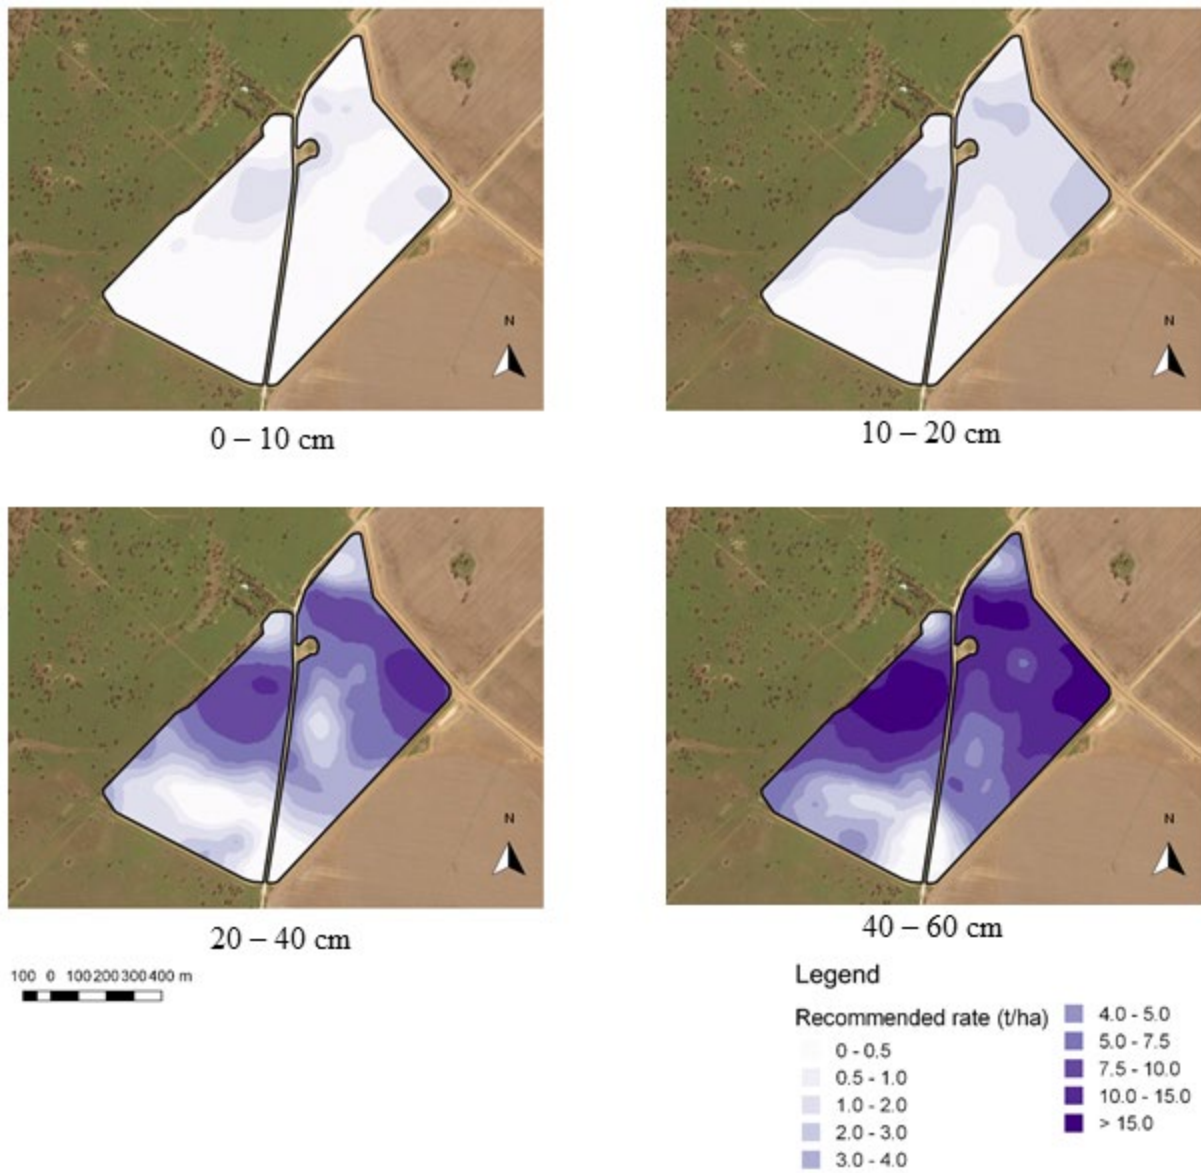 N
N
0 – 10 cm
10 – 20 cm
N
N
20 – 40 cm
40 – 60 cm
100 0 100 200 300 400 m
Legend
Recommended rate (t/ha)
0 - 0.5
0.5 - 1.0
1.0 - 2.0
2.0 - 3.0
3.0 - 4.0
4.0 - 5.0
5.0 - 7.5
7.5 - 10.0
10.0 - 15.0
> 15.0